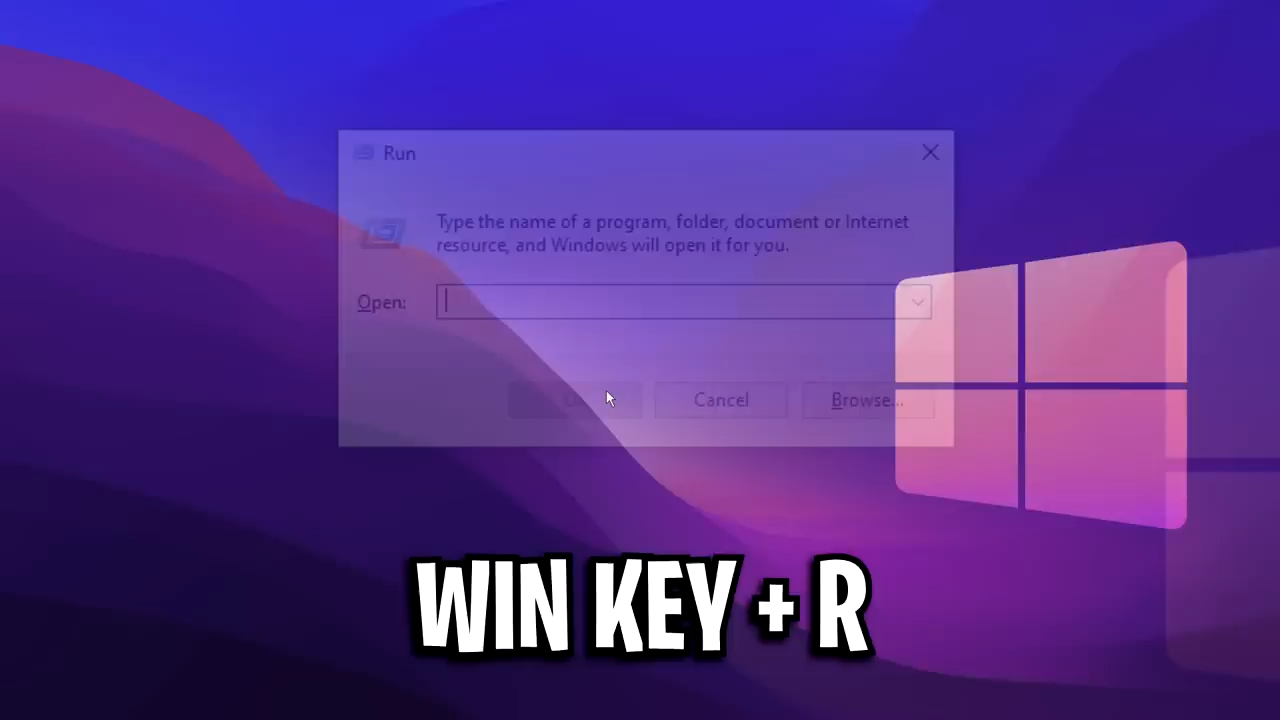 Run
Type the name of a program, folder, document or Internet
resource, and Windows will open it for you.
Open:
Cancel
Browse...
WIN KEY + R